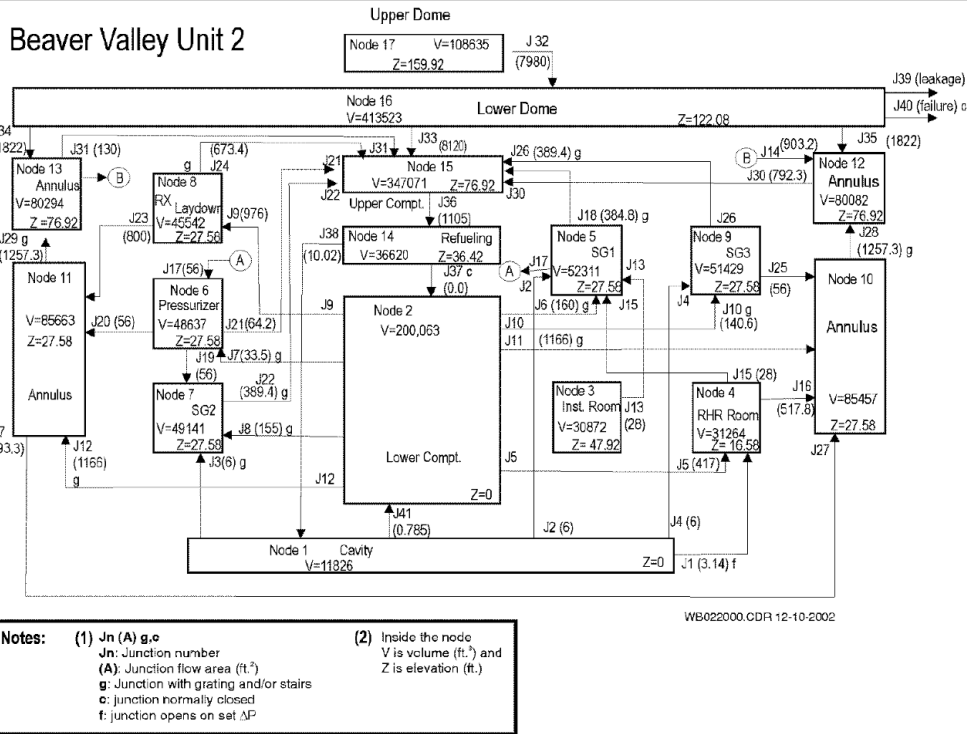 Upper Dome
Beaver Valley Unit 2
Node 17 V=108635
Z=159.92
J 32
(7980)
J39 (leakage)
J40 (failure) c
Node 16
V=413523
Lower Dome
Z=122.08
J34
(1822)
J31 (130)
J24
(673.4)
g
J31
J33
(8120)
J26 (389.4) g
J14
(903.2)
B
J35
(1822)
Node 13
Annulus
V=80294
Z=76.92
B
Node 8
RX
Laydown
V=45542
Z=27.58
J21
J22
Node 15
V=347071
Z=76.92
Upper Compt.
J36
(1105)
J30
J30 (792.3)
Node 12
Annulus
V=80082
Z=76.92
J23
(800)
J9(976)
J38
(10.02)
Node 14
Refueling
V=36620
Z=36.42
J37 c
(0.0)
J18 (384.8) g
J26
J28
(1257.3) g
J29 g
(1257.3)
Node 11
V=85663
Z=27.58
Annulus
J17(56)
A
Node 6
Pressurizer
V=48637
Z=27.58
J20 (56)
J21(64.2)
J9
A
J17
J2
Node 5
SG1
V=52311
Z=27.58
J13
J15
J6 (160) g
Node 9
SG3
V=51429
Z=27.58
J4
J25
(56)
J10 g
(140.6)
Node 10
Annulus
V=85457
Z=27.58
Node 2
V=200,063
Lower Compt.
Z=0
J10
J11
(1166) g
J19
(56)
J7(33.5) g
J22
(389.4) g
Node 7
SG2
V=49141
Z=27.58
J8 (155) g
J3(6) g
Node 3
Inst. Room
V=30872
Z= 47.92
J13
(28)
J15 (28)
Node 4
RHR Room
V=31264
Z= 16.58
J16
(517.8)
J5
J5 (417)
J27
J12
(1166)
g
J12
J41
(0.785)
J2 (6)
J4 (6)
J1 (3.14) f
Node 1 Cavity
V=11826
Z=0
WB022000.CDR 12-10-2002
Notes:
(1) Jn (A) g,c
Jn: Junction number
(A): Junction flow area (ft.²)
g: Junction with grating and/or stairs
c: junction normally closed
f: junction opens on set ΔP
(2) Inside the node
V is volume (ft.³) and
Z is elevation (ft.)